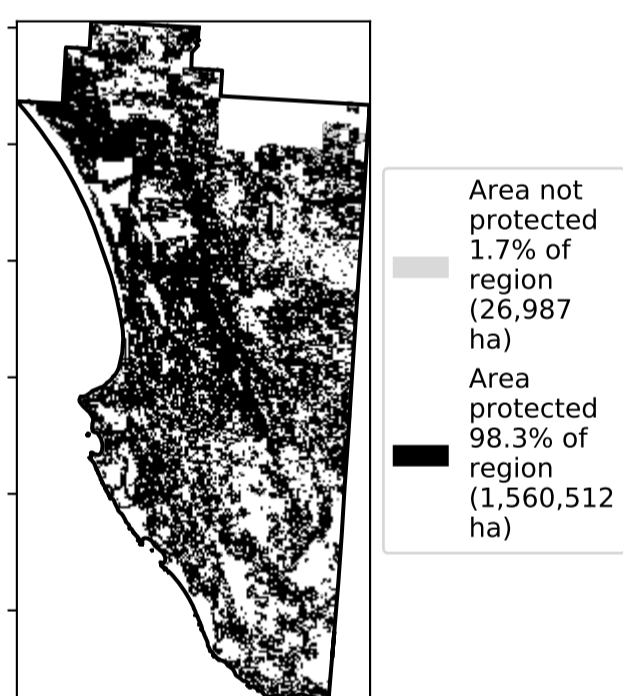 Area not
protected
1.7% of
region
(26,987
ha)
Area
protected
98.3% of
region
(1,560,512
ha)